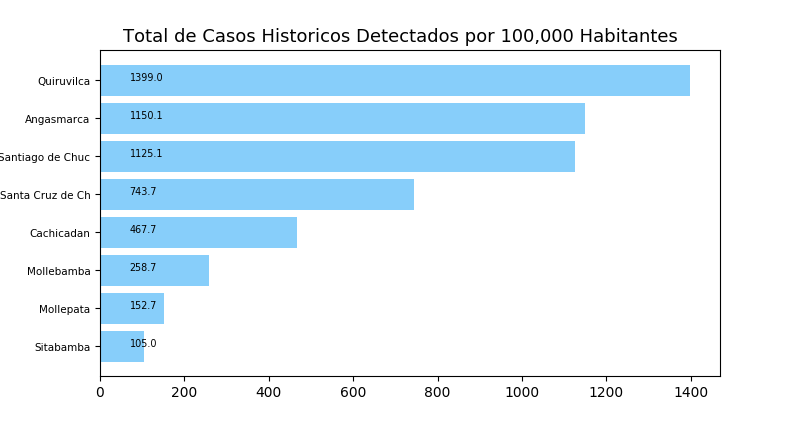 Total de Casos Historicos Detectados por 100,000 Habitantes
Quiruvilca 1399.0
Angasmarca 1150.1
Santiago de Chuc 1125.1
Santa Cruz de Ch 743.7
Cachicadan 467.7
Mollebamba 258.7
Mollepata 152.7
Sitabamba 105.0
0 200 400 600 800 1000 1200 1400